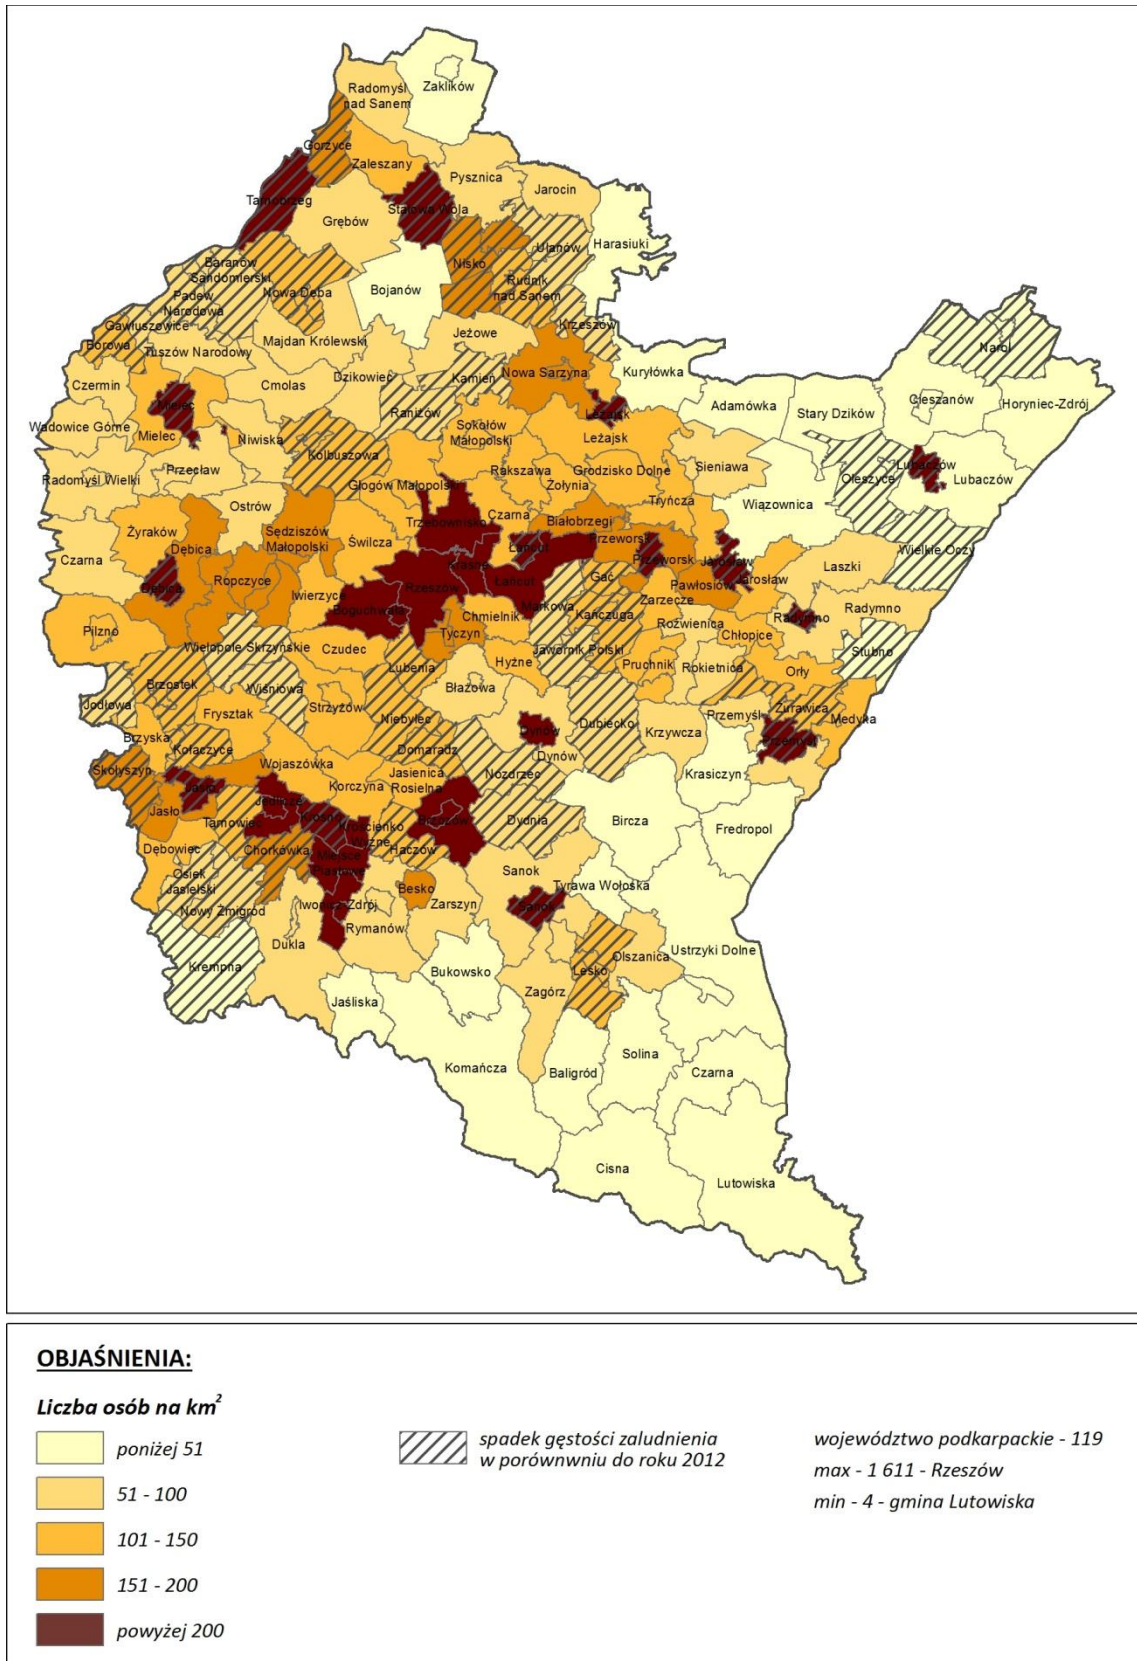 Zaklików
Radomyśl
nad Sanem
Gorzyce
Zaleszany
Pysznica
Jarocin
Tarnobrzeg
Stalowa Wola
Grębów
Ulanów
Harasiuki
Baranów
Sandomierski
Nisko
Rudnik
nad Sanem
Nowa Dęba
Bojanów
Padew
Narodowa
Gawłuszowice
Borowa
Tuszów Narodowy
Majdan Królewski
Jeżowe
Krzeszów
Narol
Czermin
Cmolas
Dzikowiec
Kamień
Nowa Sarzyna
Kuryłówka
Adamówka
Stary Dzików
Cieszanów
Horyniec-Zdrój
Mielec
Raniżów
Leżajsk
Wadowice Górne
Mielec
Niwiska
Kolbuszowa
Sokołów
Małopolski
Leżajsk
Radomyśl Wielki
Przecław
Głogów Małopolski
Rakszawa
Żołynia
Grodzisko Dolne
Sieniawa
Oleszyce
Lubaczów
Lubaczów
Ostrów
Tryńcza
Wiązownica
Żyraków
Sędziszów
Małopolski
Trzebownisko
Czarna
Białobrzegi
Dębica
Świlcza
Krasne
Łańcut
Przeworsk
Przeworsk
Wielkie Oczy
Czarna
Jarosław
Jarosław
Laszki
Dębica
Ropczyce
Iwierzyce
Rzeszów
Łańcut
Gać
Pawłosiów
Boguchwała
Markowa
Kańczuga
Zarzecze
Radymno
Radymno
Pilzno
Tyczyn
Chmielnik
Roźwienica
Chłopice
Wielopole Skrzyńskie
Czudec
Lubenia
Hyżne
Jawornik Polski
Pruchnik
Rokietnica
Orły
Stubno
Jodłowa
Brzostek
Wiśniowa
Błażowa
Frysztak
Strzyżów
Niebylec
Dubiecko
Przemyśl
Żurawica
Medyka
Brzyska
Kołaczyce
Domaradz
Dynów
Dynów
Krzywcza
Przemyśl
Skołyszyn
Wojaszówka
Jasienica
Rosielna
Nozdrzec
Krasiczyn
Jasło
Jedlicze
Korczyna
Jasło
Krosno
Krościenko
Wyżne
Brzozów
Dydnia
Bircza
Fredropol
Tarnowiec
Chorkówka
Miejsce
Piastowe
Haczów
Dębowiec
Osiek
Jasielski
Besko
Sanok
Tyrawa Wołoska
Nowy Żmigród
Iwonicz-Zdrój
Zarszyn
Sanok
Rymanów
Dukla
Krempna
Bukowsko
Lesko
Olszanica
Ustrzyki Dolne
Zagórz
Jaśliska
Komańcza
Baligród
Solina
Czarna
Cisna
Lutowiska
OBJAŚNIENIA:
Liczba osób na km²
poniżej 51
51 - 100
101 - 150
151 - 200
powyżej 200
spadek gęstości zaludnienia
w porównwniu do roku 2012
województwo podkarpackie - 119
max - 1 611 - Rzeszów
min - 4 - gmina Lutowiska